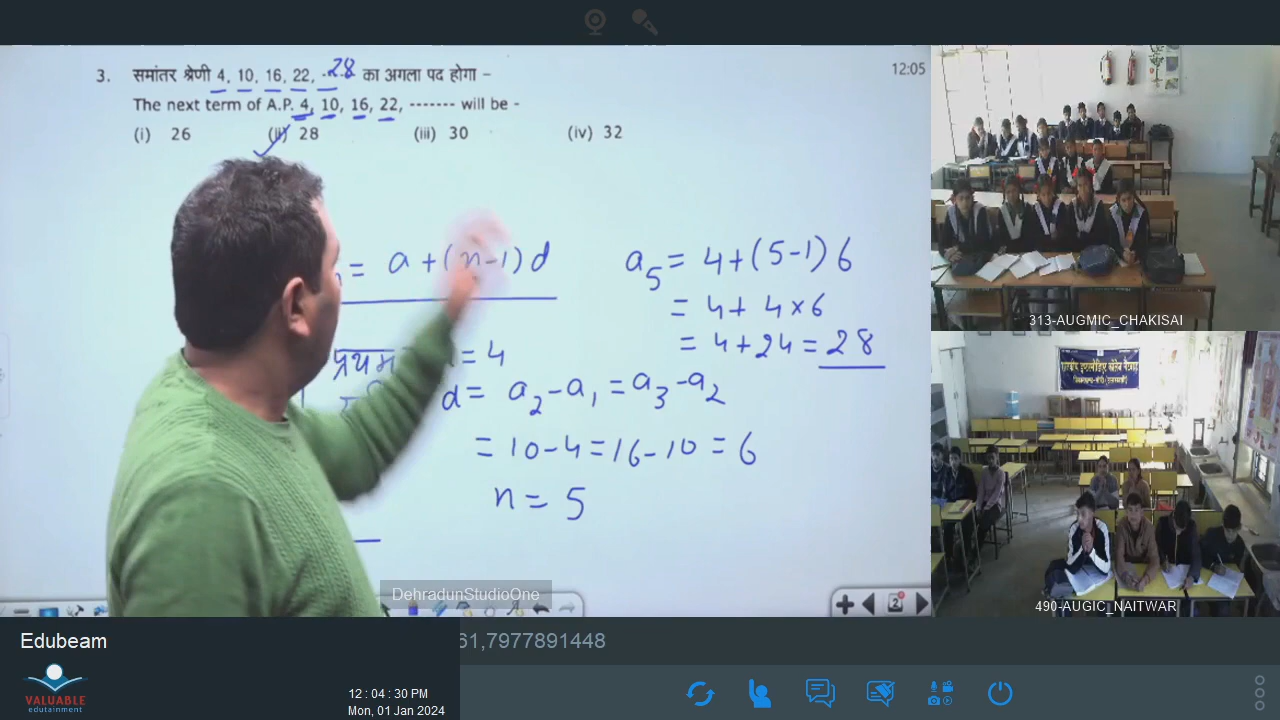 3. समांतर श्रेणी 4, 10, 16, 22, --28 का अगला पद होगा –
12:05
The next term of A.P. 4, 10, 16, 22, ------- will be -
(i) 26 (ii) 28 (iii) 30 (iv) 32
= a + (n-1) d
a5 = 4+(5-1) 6
= 4+ 4×6
= 4+24 = 28
प्रथम = 4
d = a2 - a1 = a3 - a2
= 10-4 = 16-10 = 6
n = 5
313-AUGMIC_CHAKISAI
490-AUGIC_NAITWAR
DehradunStudioOne
2
Edubeam
61,7977891448
VALUABLE
edutainment
12 : 04 : 30 PM
Mon, 01 Jan 2024